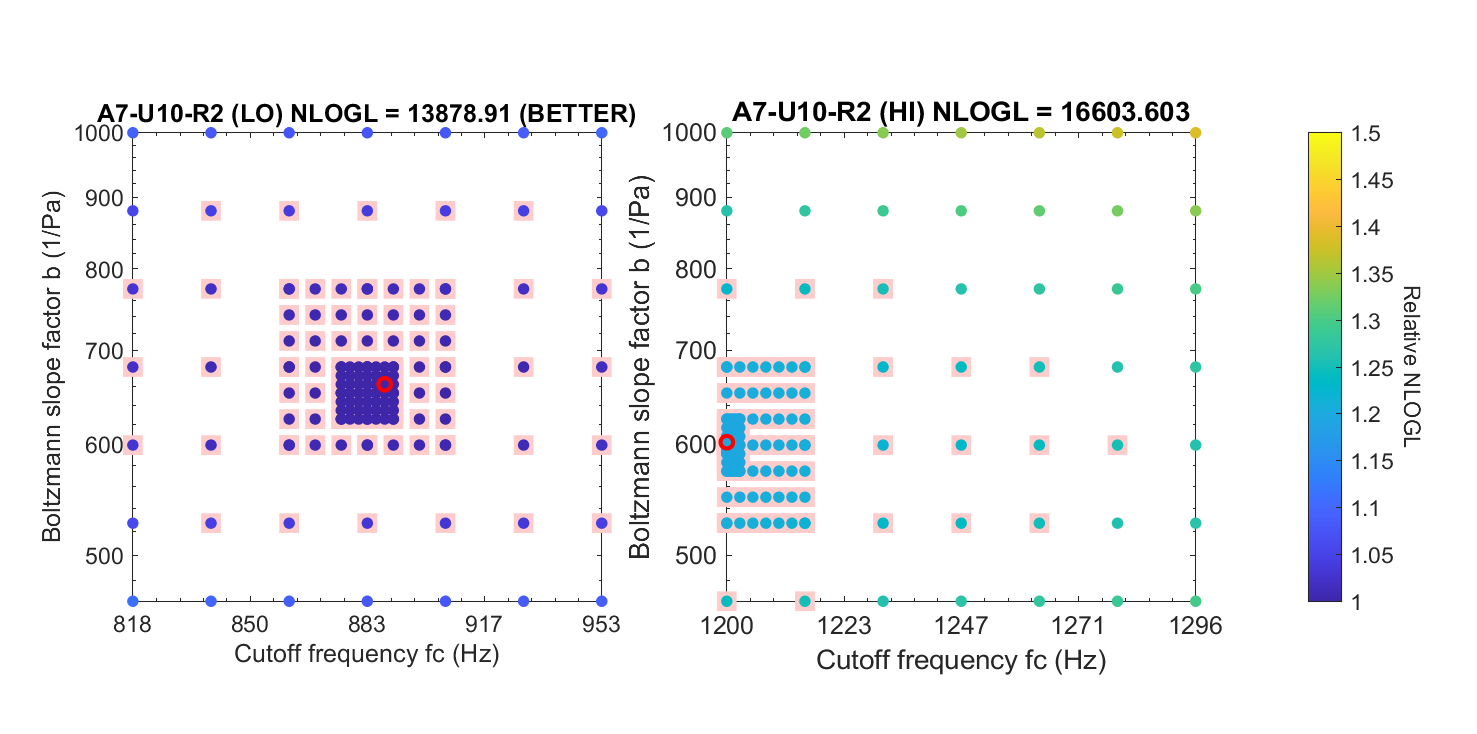 A7-U10-R2 (LO) NLOGL = 13878.91 (BETTER)
1000
900
800
700
600
500
818 850 883 917 953
Cutoff frequency fc (Hz)
Boltzmann slope factor b (1/Pa)
A7-U10-R2 (HI) NLOGL = 16603.603
1000
900
800
700
600
500
1200 1223 1247 1271 1296
Cutoff frequency fc (Hz)
Boltzmann slope factor b (1/Pa)
1.5
1.45
1.4
1.35
1.3
1.25
1.2
1.15
1.1
1.05
1
Relative NLOGL